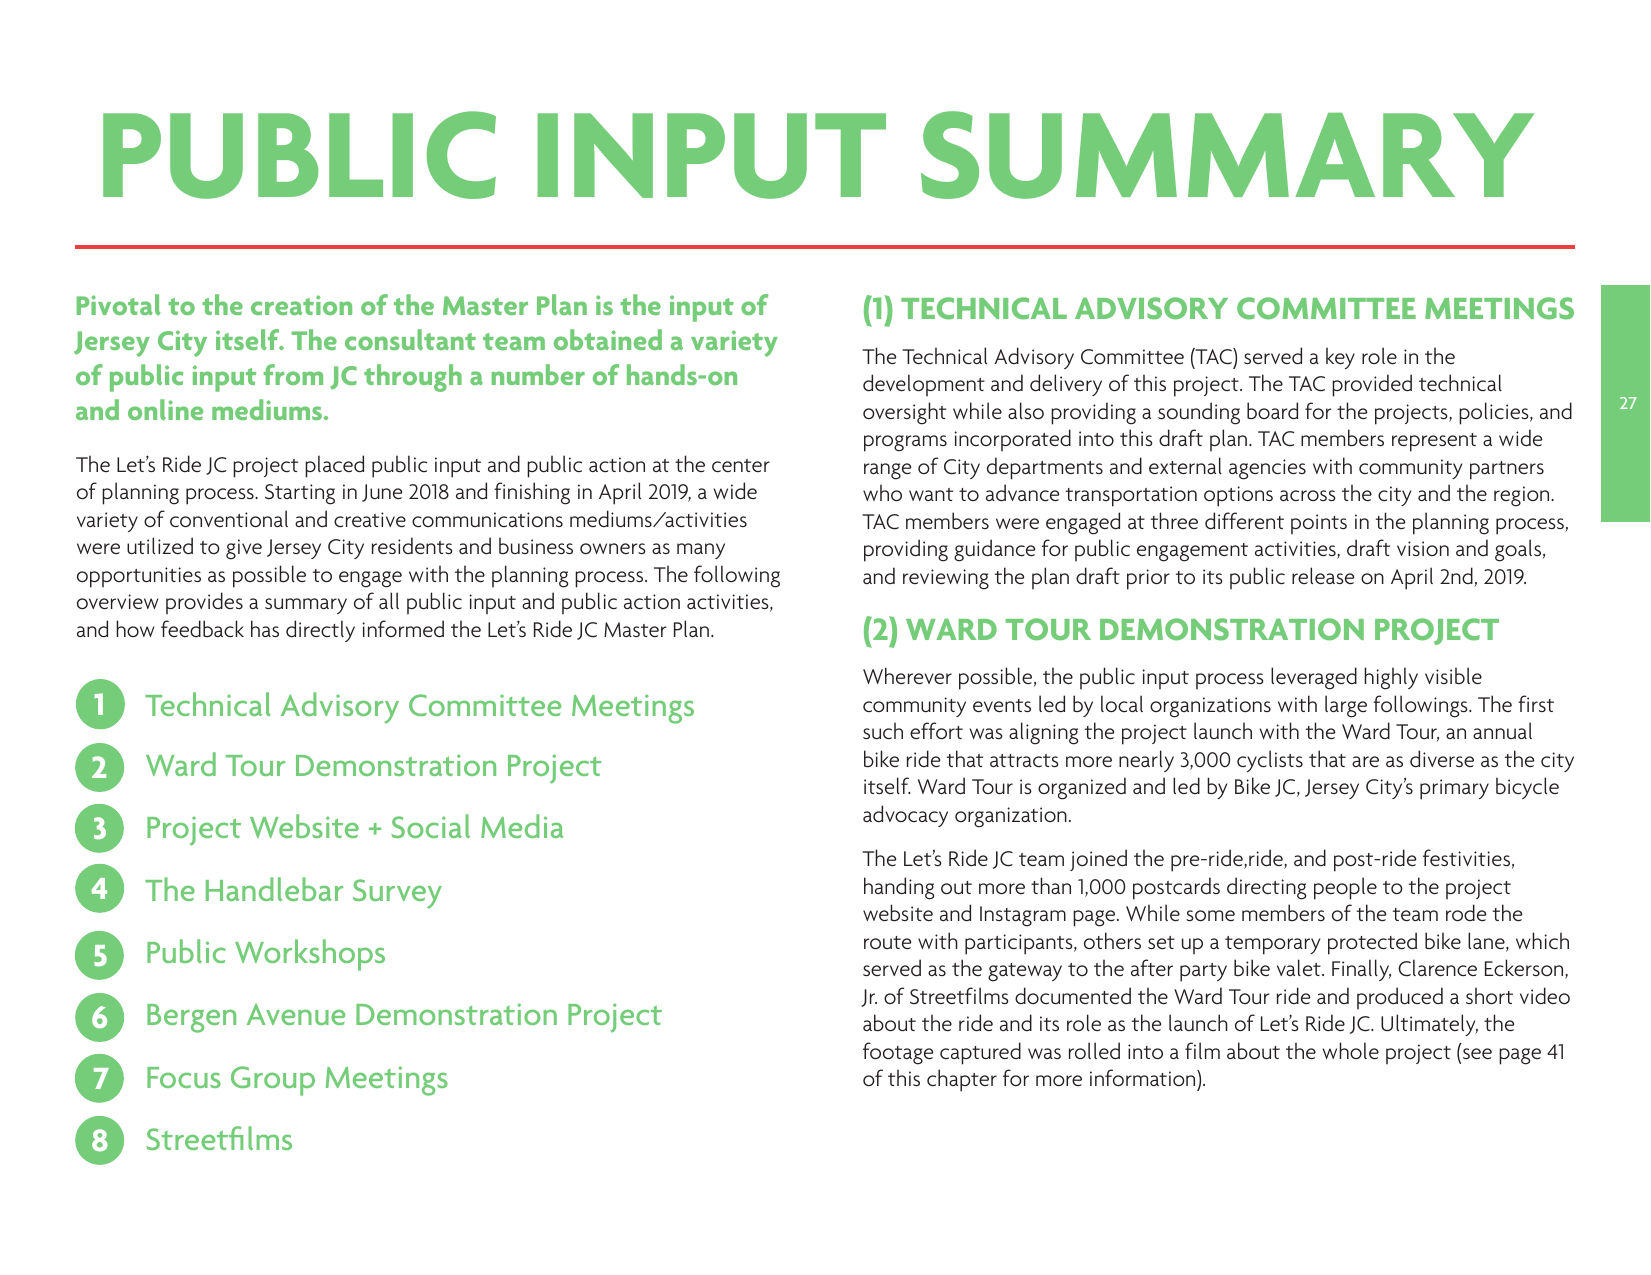 PUBLIC INPUT SUMMARY
Pivotal to the creation of the Master Plan is the input of
Jersey City itself. The consultant team obtained a variety
of public input from JC through a number of hands-on
and online mediums.
The Let's Ride JC project placed public input and public action at the center
of planning process. Starting in June 2018 and finishing in April 2019, a wide
variety of conventional and creative communications mediums/activities
were utilized to give Jersey City residents and business owners as many
opportunities as possible to engage with the planning process. The following
overview provides a summary of all public input and public action activities,
and how feedback has directly informed the Let's Ride JC Master Plan.
1 Technical Advisory Committee Meetings
2 Ward Tour Demonstration Project
3 Project Website + Social Media
4 The Handlebar Survey
5 Public Workshops
6 Bergen Avenue Demonstration Project
7 Focus Group Meetings
8 Streetfilms
(1) TECHNICAL ADVISORY COMMITTEE MEETINGS
The Technical Advisory Committee (TAC) served a key role in the
development and delivery of this project. The TAC provided technical
oversight while also providing a sounding board for the projects, policies, and
programs incorporated into this draft plan. TAC members represent a wide
range of City departments and external agencies with community partners
who want to advance transportation options across the city and the region.
TAC members were engaged at three different points in the planning process,
providing guidance for public engagement activities, draft vision and goals,
and reviewing the plan draft prior to its public release on April 2nd, 2019.
(2) WARD TOUR DEMONSTRATION PROJECT
Wherever possible, the public input process leveraged highly visible
community events led by local organizations with large followings. The first
such effort was aligning the project launch with the Ward Tour, an annual
bike ride that attracts more nearly 3,000 cyclists that are as diverse as the city
itself. Ward Tour is organized and led by Bike JC, Jersey City's primary bicycle
advocacy organization.
The Let's Ride JC team joined the pre-ride,ride, and post-ride festivities,
handing out more than 1,000 postcards directing people to the project
website and Instagram page. While some members of the team rode the
route with participants, others set up a temporary protected bike lane, which
served as the gateway to the after party bike valet. Finally, Clarence Eckerson,
Jr. of Streetfilms documented the Ward Tour ride and produced a short video
about the ride and its role as the launch of Let's Ride JC. Ultimately, the
footage captured was rolled into a film about the whole project (see page 41
of this chapter for more information).
27